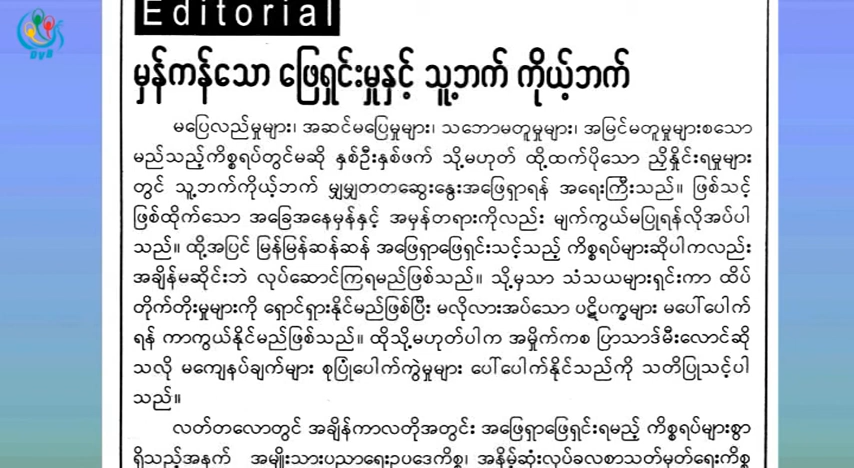 DVB
Editorial
မှန်ကန်သော ဖြေရှင်းမှုနှင့် သူ့ဘက် ကိုယ့်ဘက်
မပြေလည်မှုများ၊ အဆင်မပြေမှုများ၊ သဘောမတူမှုများ၊ အမြင်မတူမှုများစသော
မည်သည့်ကိစ္စရပ်တွင်မဆို နှစ်ဦးနှစ်ဖက် သို့မဟုတ် ထို့ထက်ပိုသော ညှိနှိုင်းရမှုများ
တွင် သူ့ဘက်ကိုယ့်ဘက် မျှမျှတတဆွေးနွေးအဖြေရှာရန် အရေးကြီးသည်။ ဖြစ်သင့်
ဖြစ်ထိုက်သော အခြေအနေမှန်နှင့် အမှန်တရားကိုလည်း မျက်ကွယ်မပြုရန်လိုအပ်ပါ
သည်။ ထို့အပြင် မြန်မြန်ဆန်ဆန် အဖြေရှာဖြေရှင်းသင့်သည့် ကိစ္စရပ်များဆိုပါကလည်း
အချိန်မဆိုင်းဘဲ လုပ်ဆောင်ကြရမည်ဖြစ်သည်။ သို့မှသာ သံသယများရှင်းကာ ထိပ်
တိုက်တိုးမှုများကို ရှောင်ရှားနိုင်မည်ဖြစ်ပြီး မလိုလားအပ်သော ပဋိပက္ခများ မပေါ်ပေါက်
ရန် ကာကွယ်နိုင်မည်ဖြစ်သည်။ ထိုသို့မဟုတ်ပါက အမှိုက်ကစ ပြာသာဒ်မီးလောင်ဆို
သလို မကျေနပ်ချက်များ စုပြုံပေါက်ကွဲမှုများ ပေါ်ပေါက်နိုင်သည်ကို သတိပြုသင့်ပါ
သည်။
လတ်တလောတွင် အချိန်ကာလတိုအတွင်း အဖြေရှာဖြေရှင်းရမည့် ကိစ္စရပ်များစွာ
ရှိသည့်အနက် အမျိုးသားပညာရေးဥပဒေကိစ္စ၊ အနိမ့်ဆုံးလုပ်ခလစာသတ်မှတ်ရေးကိစ္စ